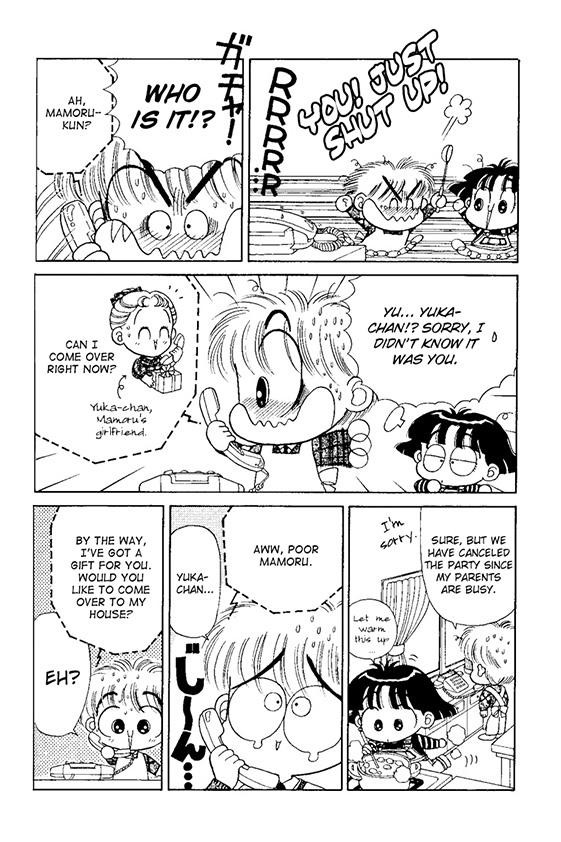 YOU! JUST
SHUT UP!
RRRR...
ガチャ!
WHO
IS IT!?
AH,
MAMORU-
KUN?
YU... YUKA-
CHAN!? SORRY, I
DIDN'T KNOW IT
WAS YOU.
CAN I
COME OVER
RIGHT NOW?
Yuka-chan,
Mamoru's
girlfriend.
SURE, BUT WE
HAVE CANCELED
THE PARTY SINCE
MY PARENTS
ARE BUSY.
I'm
sorry.
Let me
warm
this up
...
AWW, POOR
MAMORU.
YUKA-
CHAN...
じーん...
BY THE WAY,
I'VE GOT A
GIFT FOR YOU.
WOULD YOU
LIKE TO COME
OVER TO MY
HOUSE?
EH?